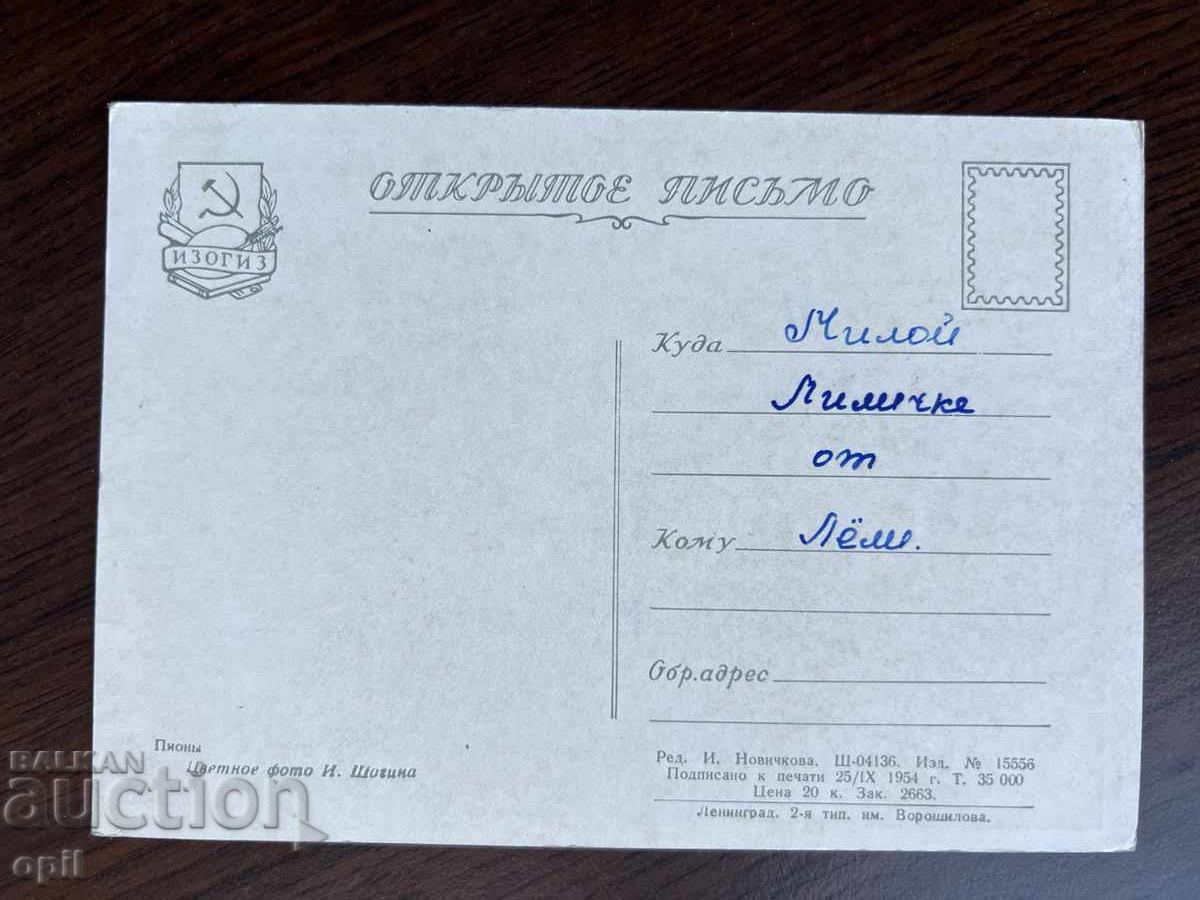 ОТКРЫТОЕ ПИСЬМО
ИЗОГИЗ
Куда Милой
Лимичке
от
Кому Лёли.
Обр.адрес
Пионы
Цветное фото И. Шагина
Ред. И. Новичкова. Ш-04136. Изд. № 15556
Подписано к печати 25/IX 1954 г. Т. 35 000
Цена 20 к. Зак. 2663.
Ленинград. 2-я тип. им. Ворошилова.
BALKAN
auction
opil